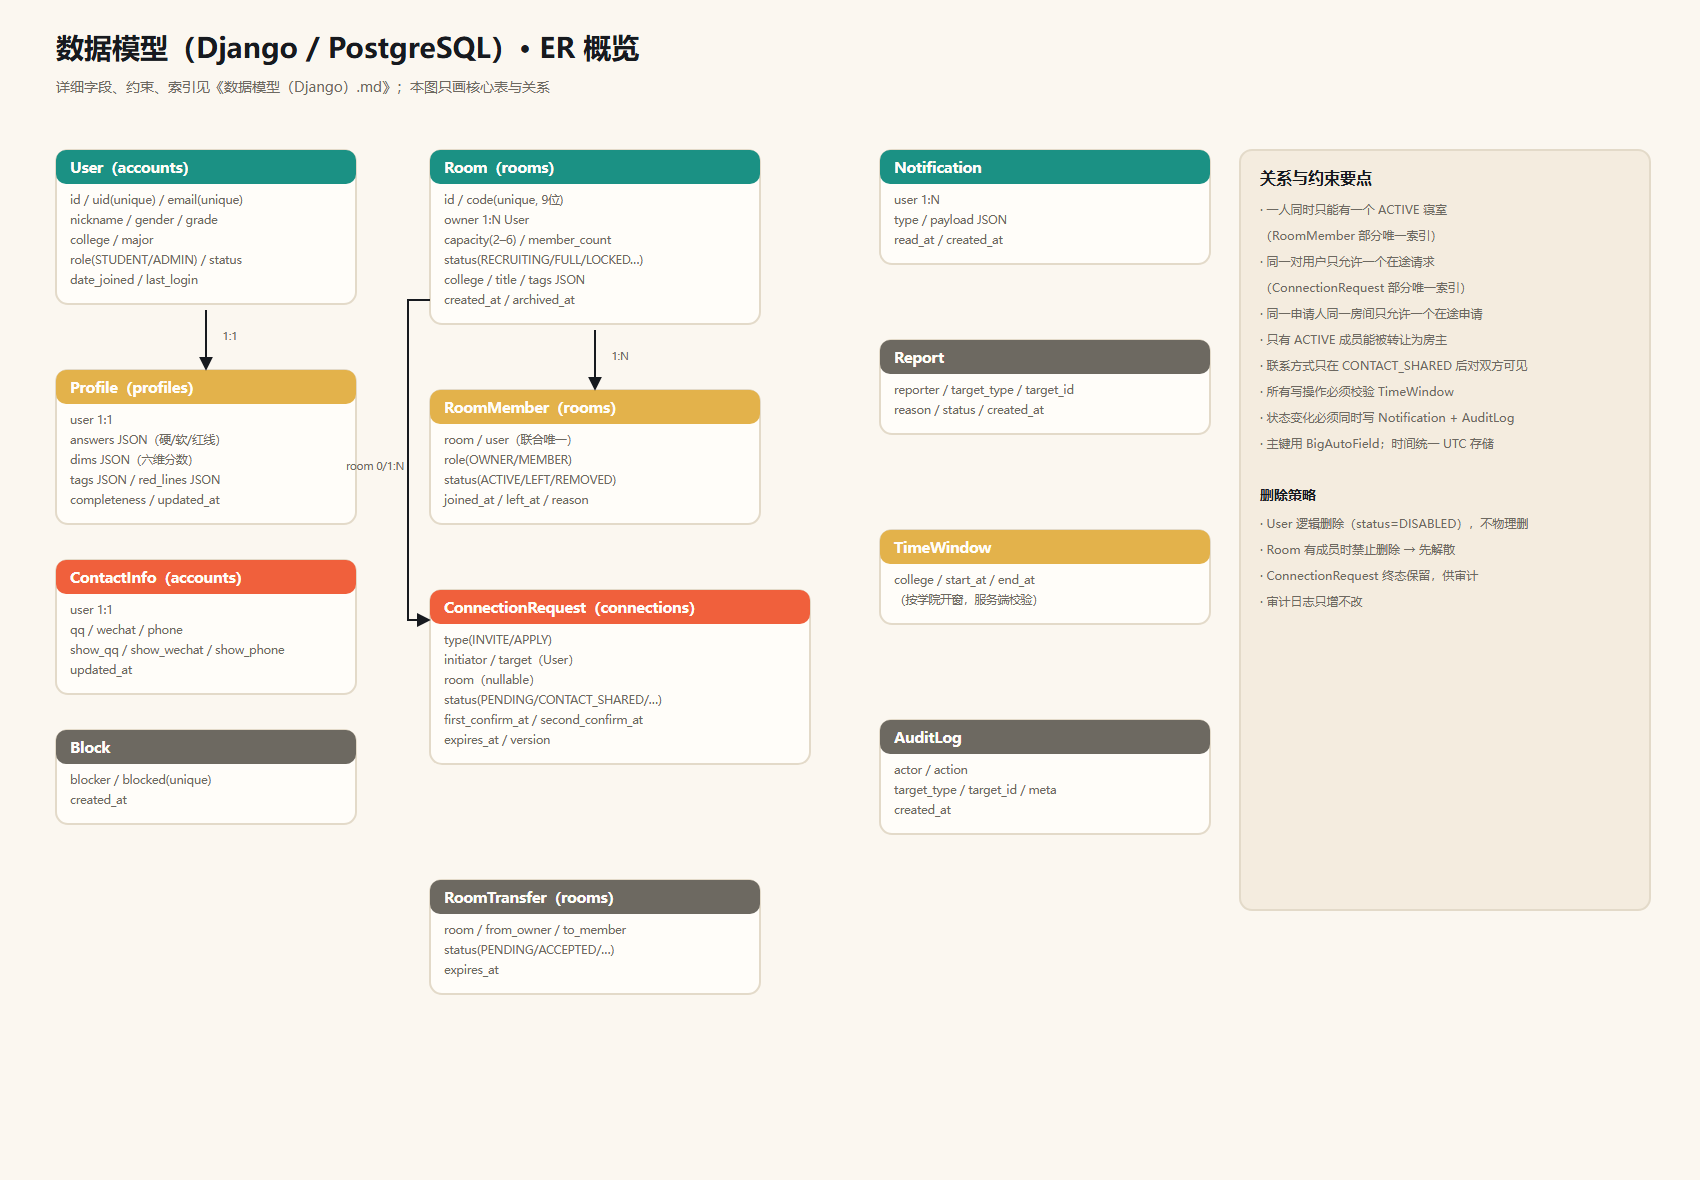 数据模型（Django / PostgreSQL）• ER 概览
详细字段、约束、索引见《数据模型（Django）.md》；本图只画核心表与关系
User (accounts)
id / uid(unique) / email(unique)
nickname / gender / grade
college / major
role(STUDENT/ADMIN) / status
date_joined / last_login
1:1
Profile (profiles)
user 1:1
answers JSON（硬/软/红线）
dims JSON（六维分数）
tags JSON / red_lines JSON
completeness / updated_at
ContactInfo (accounts)
user 1:1
qq / wechat / phone
show_qq / show_wechat / show_phone
updated_at
Block
blocker / blocked(unique)
created_at
Room (rooms)
id / code(unique, 9位)
owner 1:N User
capacity(2–6) / member_count
status(RECRUITING/FULL/LOCKED…)
college / title / tags JSON
created_at / archived_at
1:N
room 0/1:N
RoomMember (rooms)
room / user（联合唯一）
role(OWNER/MEMBER)
status(ACTIVE/LEFT/REMOVED)
joined_at / left_at / reason
ConnectionRequest (connections)
type(INVITE/APPLY)
initiator / target（User）
room（nullable）
status(PENDING/CONTACT_SHARED/…)
first_confirm_at / second_confirm_at
expires_at / version
RoomTransfer (rooms)
room / from_owner / to_member
status(PENDING/ACCEPTED/…)
expires_at
Notification
user 1:N
type / payload JSON
read_at / created_at
Report
reporter / target_type / target_id
reason / status / created_at
TimeWindow
college / start_at / end_at
（按学院开窗，服务端校验）
AuditLog
actor / action
target_type / target_id / meta
created_at
关系与约束要点
· 一人同时只能有一个 ACTIVE 寝室
（RoomMember 部分唯一索引）
· 同一对用户只允许一个在途请求
（ConnectionRequest 部分唯一索引）
· 同一申请人同一房间只允许一个在途申请
· 只有 ACTIVE 成员能被转让为房主
· 联系方式只在 CONTACT_SHARED 后对双方可见
· 所有写操作必须校验 TimeWindow
· 状态变化必须同时写 Notification + AuditLog
· 主键用 BigAutoField；时间统一 UTC 存储
删除策略
· User 逻辑删除（status=DISABLED），不物理删
· Room 有成员时禁止删除 → 先解散
· ConnectionRequest 终态保留，供审计
· 审计日志只增不改